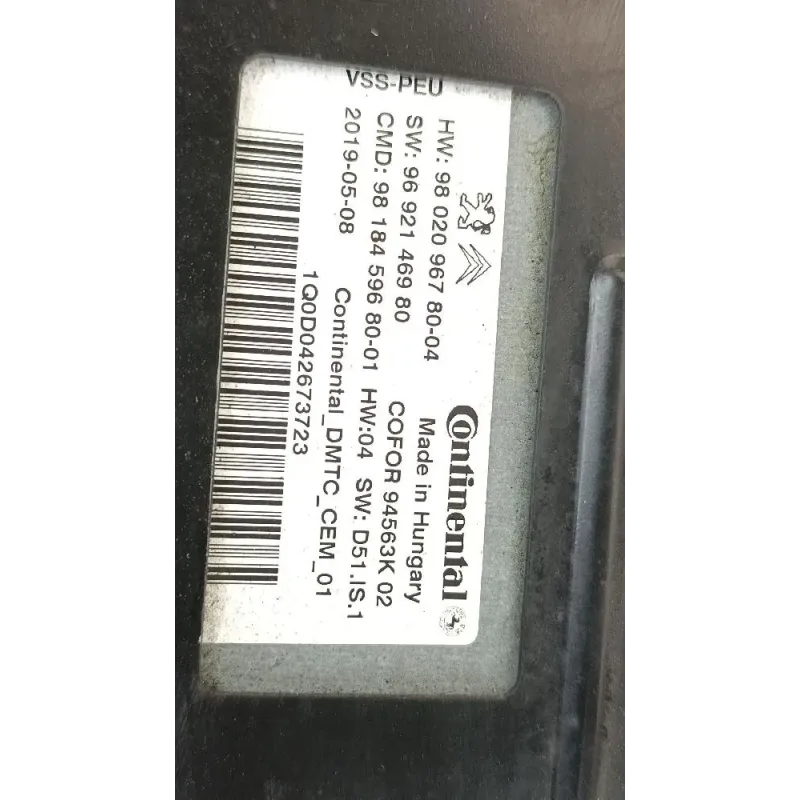 VSS-PEU
Continental
HW: 98 020 967 80-04 Made in Hungary
SW: 96 921 469 80 COFOR 94563K 02
CMD: 98 184 596 80-01 HW:04 SW: D51.IS.1
2019-05-08 Continental_DMTC_CEM_01
1Q0D042673723